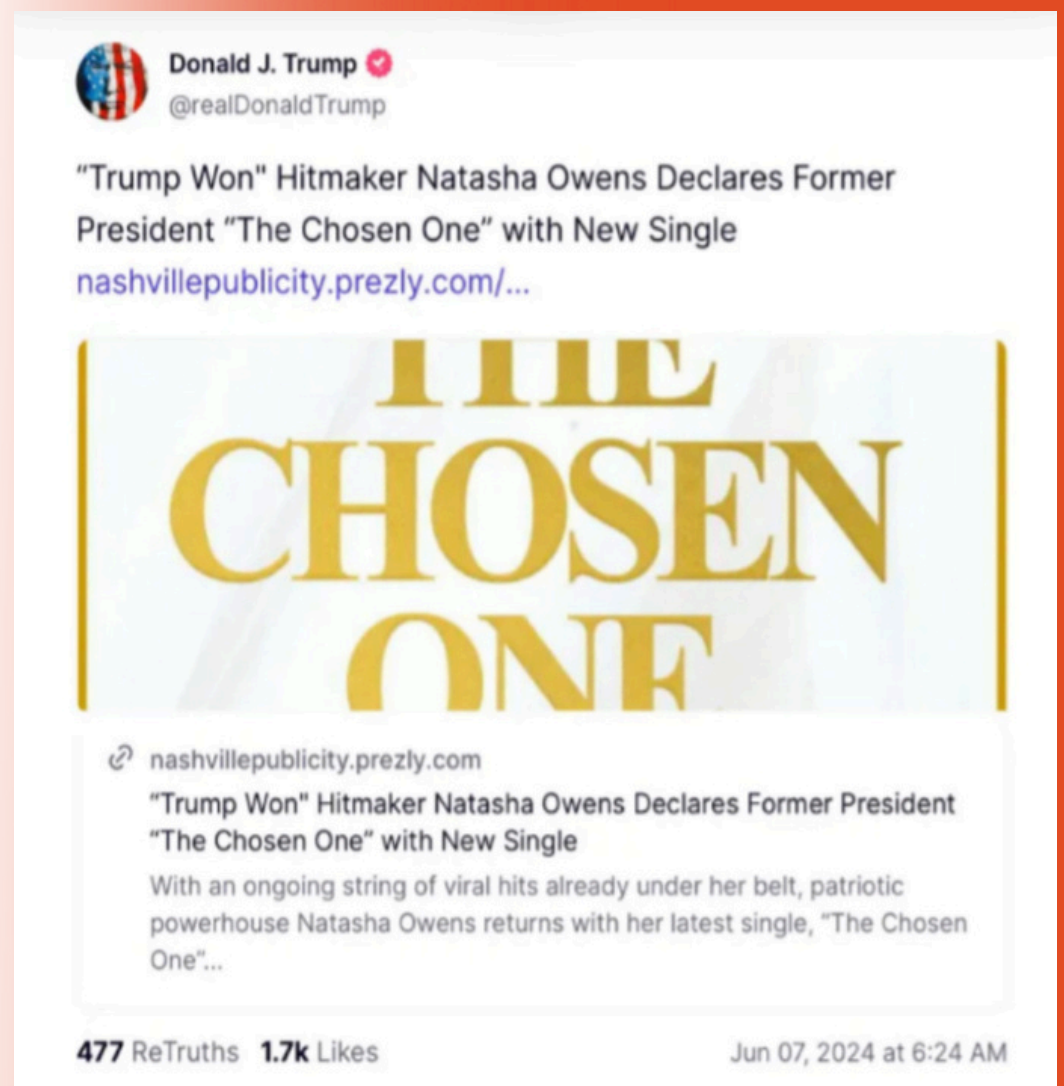 Donald J. Trump
@realDonaldTrump
“Trump Won" Hitmaker Natasha Owens Declares Former
President “The Chosen One” with New Single
nashvillepublicity.prezly.com/...
THE
CHOSEN
ONE
nashvillepublicity.prezly.com
“Trump Won" Hitmaker Natasha Owens Declares Former President
“The Chosen One” with New Single
With an ongoing string of viral hits already under her belt, patriotic
powerhouse Natasha Owens returns with her latest single, “The Chosen
One”...
477 ReTruths 1.7k Likes Jun 07, 2024 at 6:24 AM